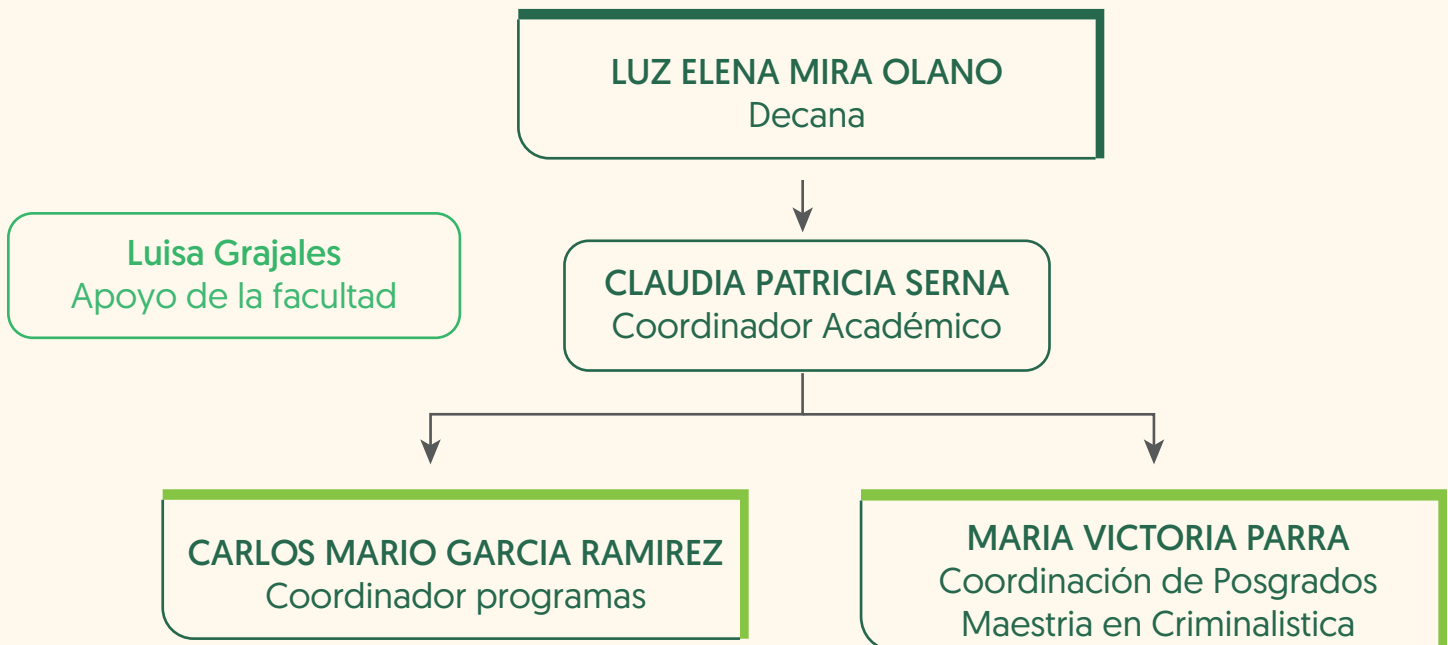 LUZ ELENA MIRA OLANO
Decana
Luisa Grajales
Apoyo de la facultad
CLAUDIA PATRICIA SERNA
Coordinador Académico
CARLOS MARIO GARCIA RAMIREZ
Coordinador programas
MARIA VICTORIA PARRA
Coordinación de Posgrados
Maestria en Criminalistica